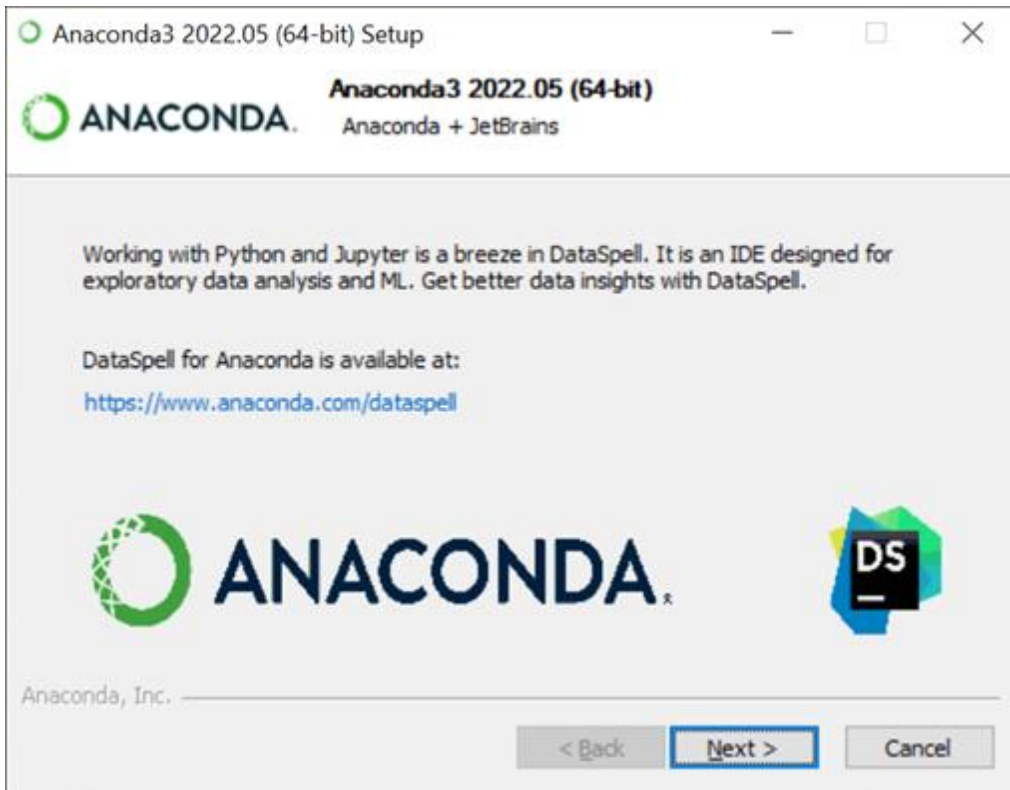 Anaconda3 2022.05 (64-bit) Setup
ANACONDA.
Anaconda3 2022.05 (64-bit)
Anaconda + JetBrains
Working with Python and Jupyter is a breeze in DataSpell. It is an IDE designed for
exploratory data analysis and ML. Get better data insights with DataSpell.
DataSpell for Anaconda is available at:
https://www.anaconda.com/dataspell
ANACONDA.
DS
Anaconda, Inc.
< Back
Next >
Cancel